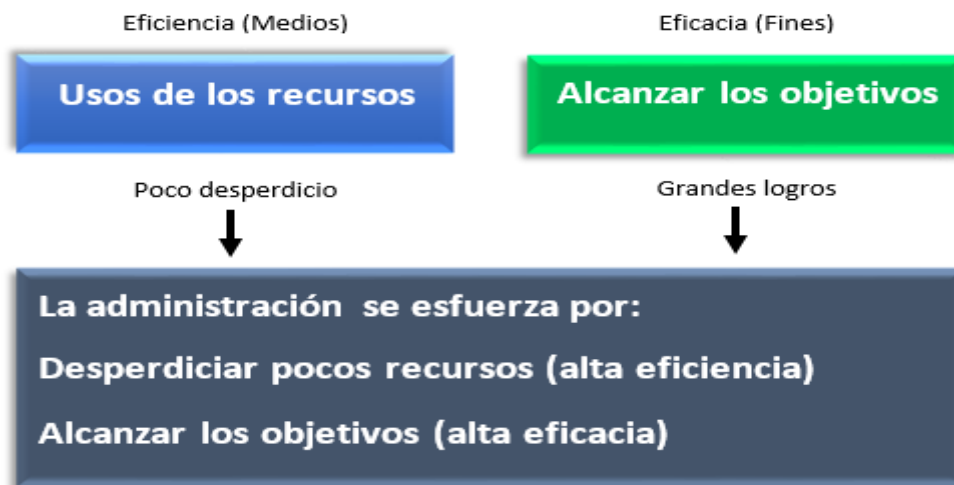 Eficiencia (Medios)
Eficacia (Fines)
Usos de los recursos
Alcanzar los objetivos
Poco desperdicio
Grandes logros
La administración se esfuerza por:
Desperdiciar pocos recursos (alta eficiencia)
Alcanzar los objetivos (alta eficacia)